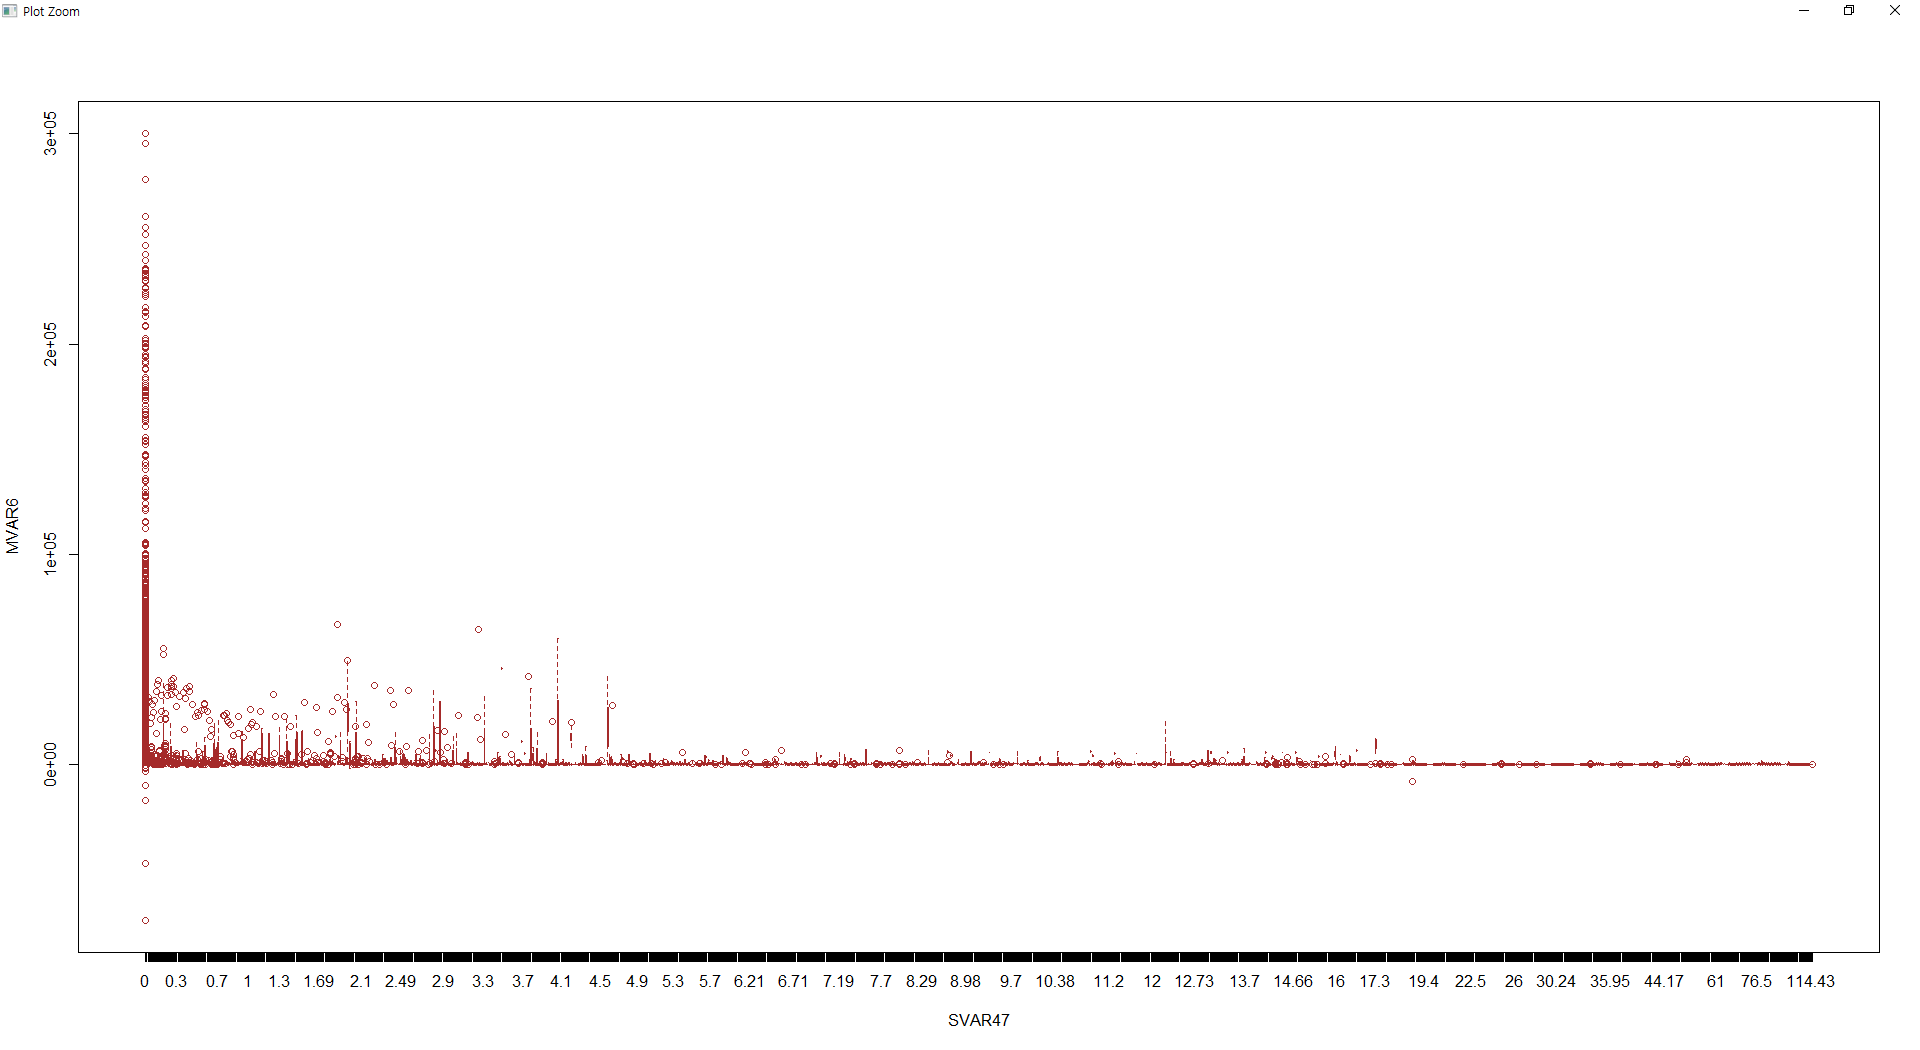 Plot Zoom
3e+05
2e+05
1e+05
0e+00
MVAR6
0 0.3 0.7 1 1.3 1.69 2.1 2.49 2.9 3.3 3.7 4.1 4.5 4.9 5.3 5.7 6.21 6.71 7.19 7.7 8.29 8.98 9.7 10.38 11.2 12 12.73 13.7 14.66 16 17.3 19.4 22.5 26 30.24 35.95 44.17 61 76.5 114.43
SVAR47